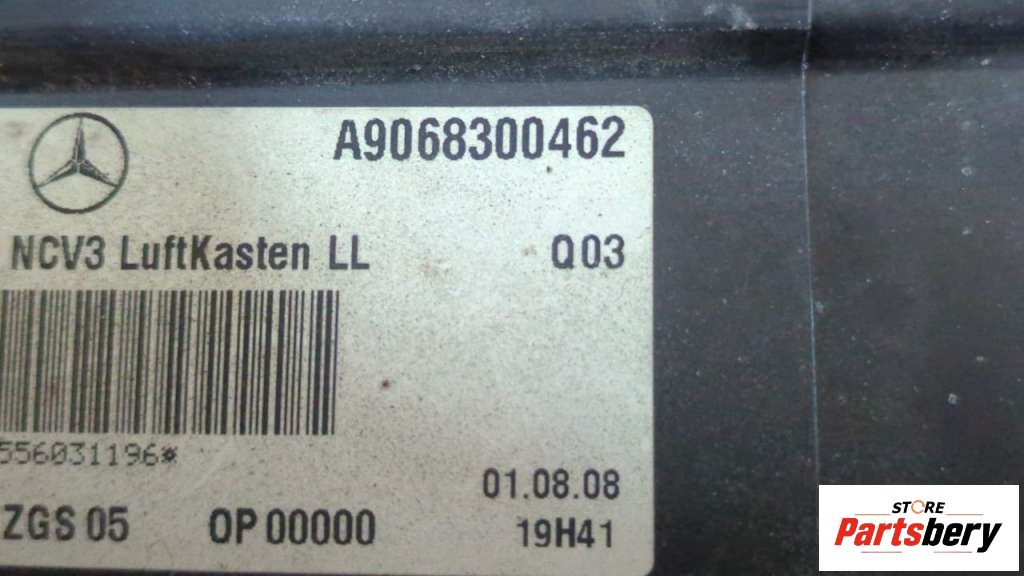 A9068300462
NCV3 LuftKasten LL Q03
556031196*
01.08.08
ZGS 05 OP 00000 19H41
STORE
Partsbery